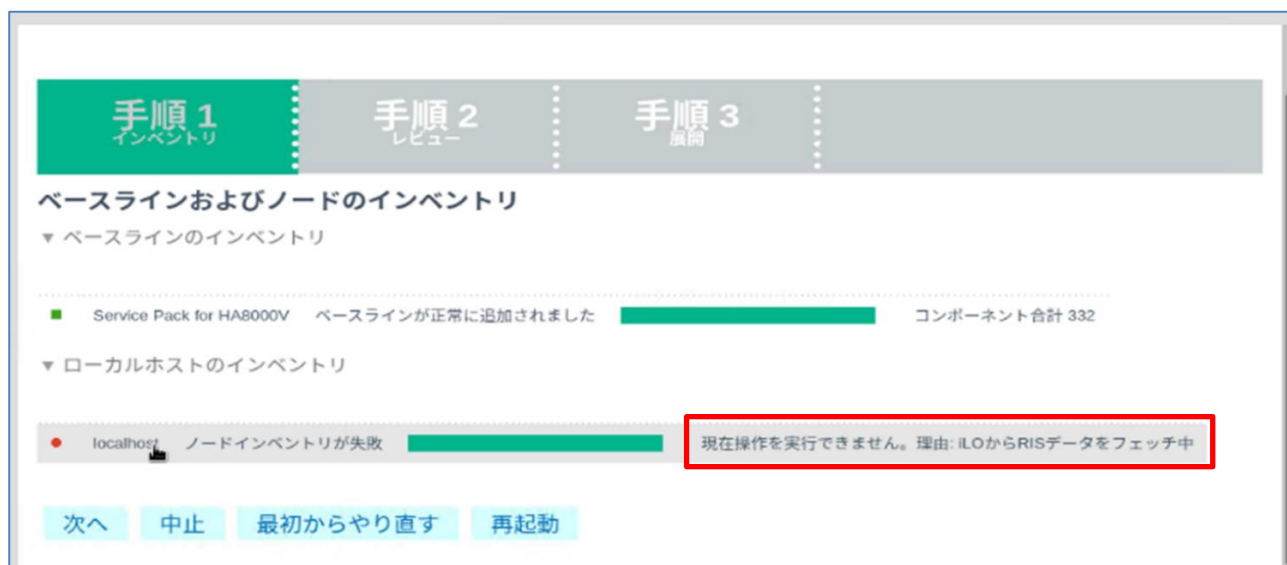 手順 1
インベントリ
手順 2
レビュー
手順 3
展開
ベースラインおよびノードのインベントリ
▼ ベースラインのインベントリ
Service Pack for HA8000V ベースラインが正常に追加されました コンポーネント合計 332
▼ ローカルホストのインベントリ
localhost ノードインベントリが失敗 現在操作を実行できません。理由: iLOからRISデータをフェッチ中
次へ 中止 最初からやり直す 再起動